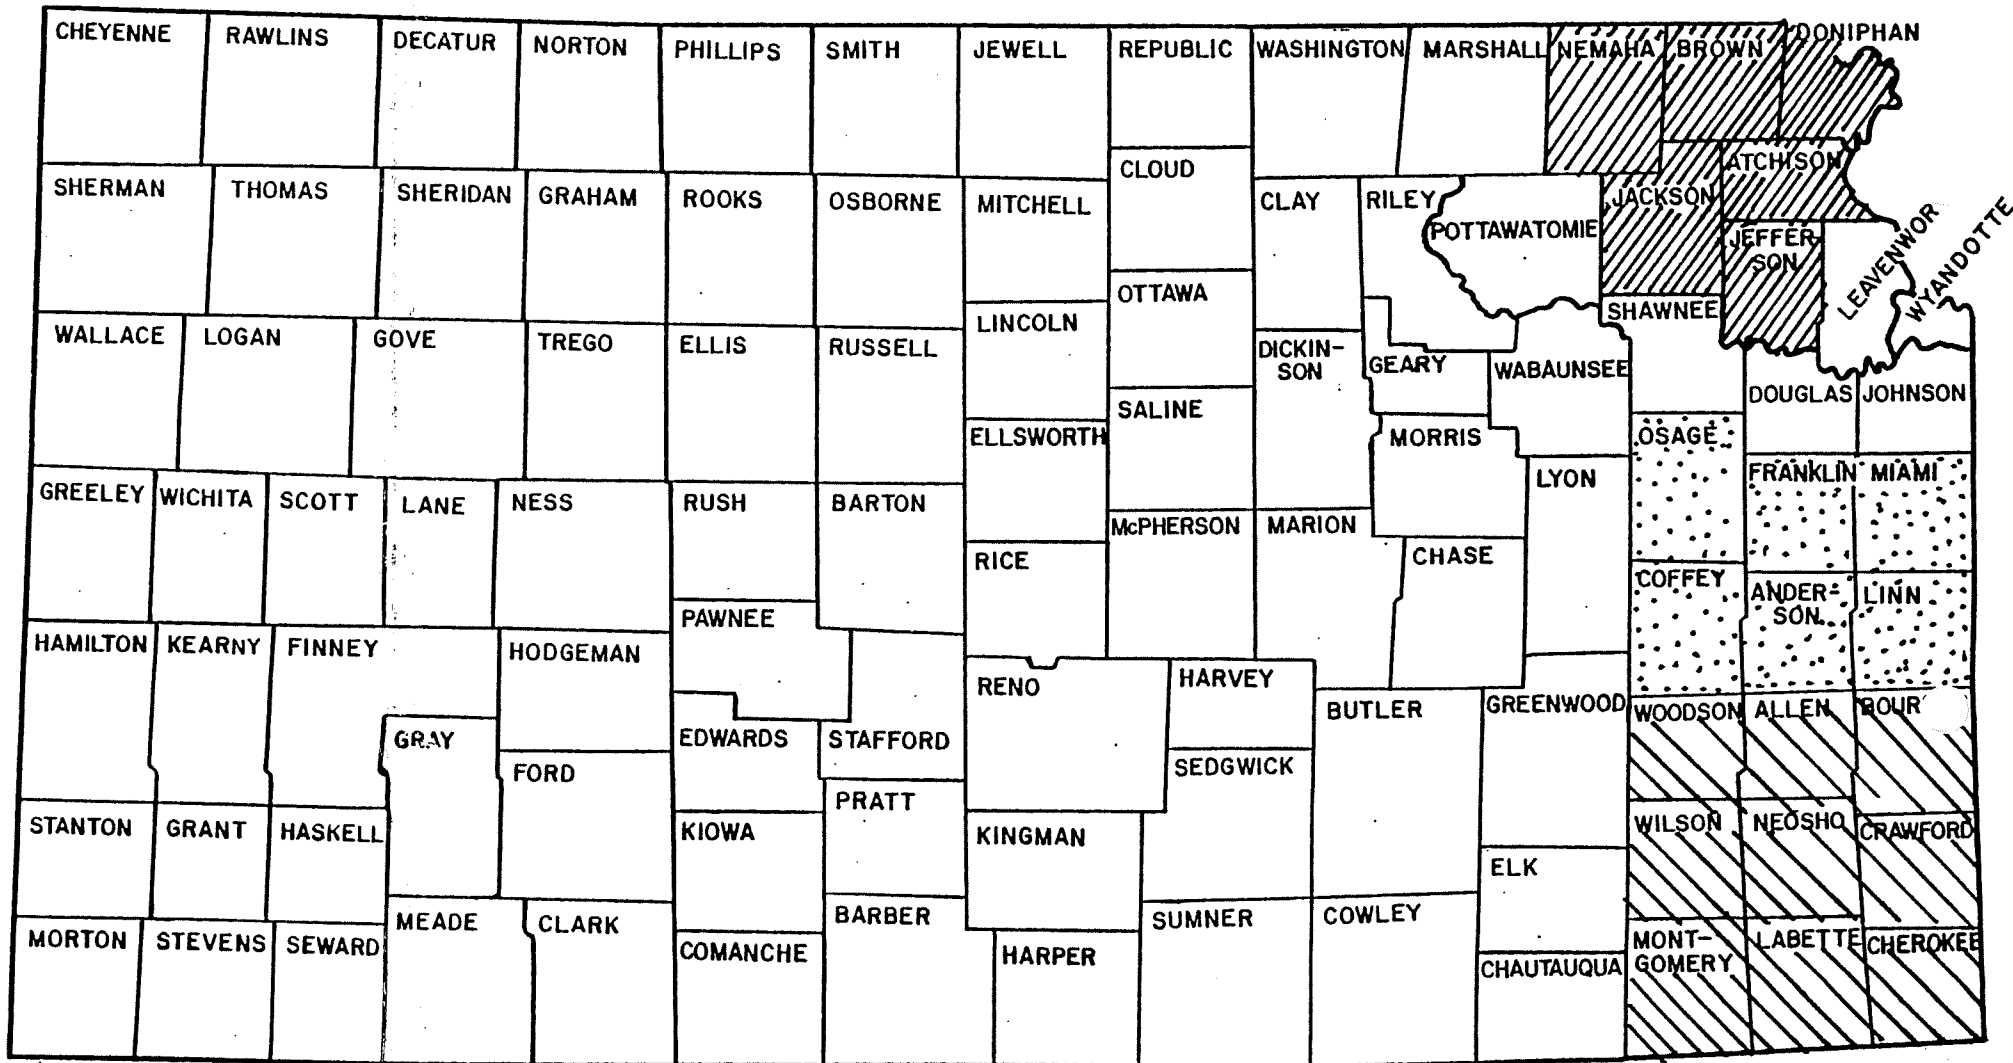 CHEYENNE
RAWLINS
DECATUR
NORTON
PHILLIPS
SMITH
JEWELL
REPUBLIC
WASHINGTON
MARSHALL
NEMAHA
BROWN
DONIPHAN
SHERMAN
THOMAS
SHERIDAN
GRAHAM
ROOKS
OSBORNE
MITCHELL
CLOUD
CLAY
RILEY
POTTAWATOMIE
JACKSON
ATCHISON
JEFFER-
SON
LEAVENWOR
WYANDOTTE
WALLACE
LOGAN
GOVE
TREGO
ELLIS
RUSSELL
LINCOLN
OTTAWA
DICKIN-
SON
GEARY
WABAUNSEE
SHAWNEE
DOUGLAS
JOHNSON
ELLSWORTH
SALINE
MORRIS
OSAGE
GREELEY
WICHITA
SCOTT
LANE
NESS
RUSH
BARTON
RICE
McPHERSON
MARION
CHASE
LYON
FRANKLIN
MIAMI
COFFEY
ANDER-
SON
LINN
HAMILTON
KEARNY
FINNEY
HODGEMAN
PAWNEE
RENO
HARVEY
BUTLER
GREENWOOD
WOODSON
ALLEN
BOUR
GRAY
FORD
EDWARDS
STAFFORD
SEDGWICK
STANTON
GRANT
HASKELL
KIOWA
PRATT
KINGMAN
ELK
WILSON
NEOSHO
CRAWFORD
MORTON
STEVENS
SEWARD
MEADE
CLARK
COMANCHE
BARBER
HARPER
SUMNER
COWLEY
CHAUTAUQUA
MONT-
GOMERY
LABETTE
CHEROKEE